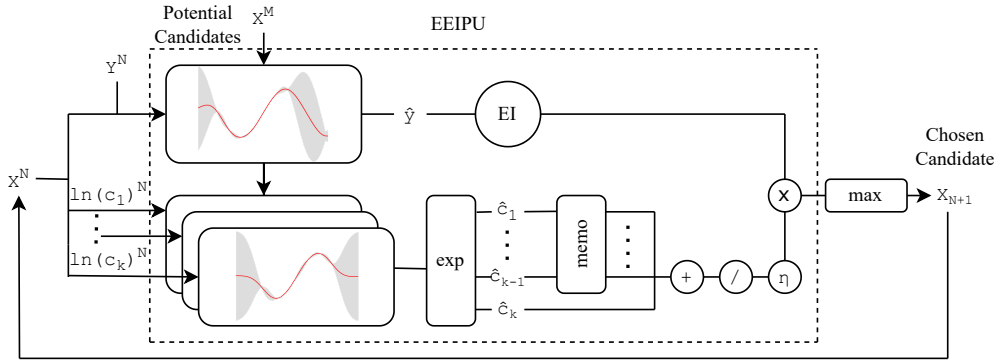 Potential
Candidates
X^M
EEIPU
Y^N
ŷ
EI
Chosen
Candidate
X^N
ln(c_1)^N
ln(c_k)^N
exp
ĉ_1
ĉ_{k-1}
ĉ_k
memo
+
/
η
X
max
X_{N+1}